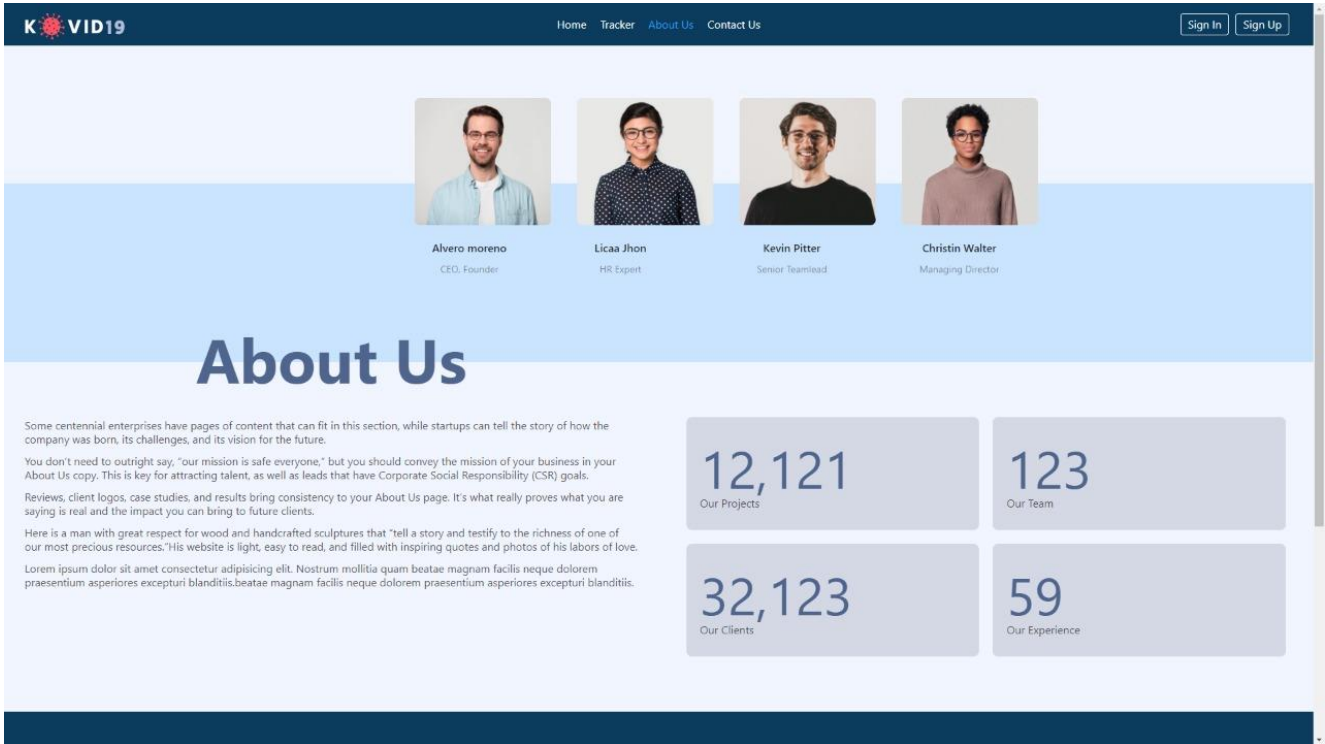 K VID19
Home Tracker About Us Contact Us
Sign In Sign Up
Alvero moreno
CEO, Founder
Licaa Jhon
HR Expert
Kevin Pitter
Senior Teamlead
Christin Walter
Managing Director
About Us
Some centennial enterprises have pages of content that can fit in this section, while startups can tell the story of how the
company was born, its challenges, and its vision for the future.
You don't need to outright say, "our mission is safe everyone," but you should convey the mission of your business in your
About Us copy. This is key for attracting talent, as well as leads that have Corporate Social Responsibility (CSR) goals.
Reviews, client logos, case studies, and results bring consistency to your About Us page. It's what really proves what you are
saying is real and the impact you can bring to future clients.
Here is a man with great respect for wood and handcrafted sculptures that "tell a story and testify to the richness of one of
our most precious resources."His website is light, easy to read, and filled with inspiring quotes and photos of his labors of love.
Lorem ipsum dolor sit amet consectetur adipisicing elit. Nostrum mollitia quam beatae magnam facilis neque dolorem
praesentium asperiores excepturi blanditiis.beatae magnam facilis neque dolorem praesentium asperiores excepturi blanditiis.
12,121
Our Projects
123
Our Team
32,123
Our Clients
59
Our Experience